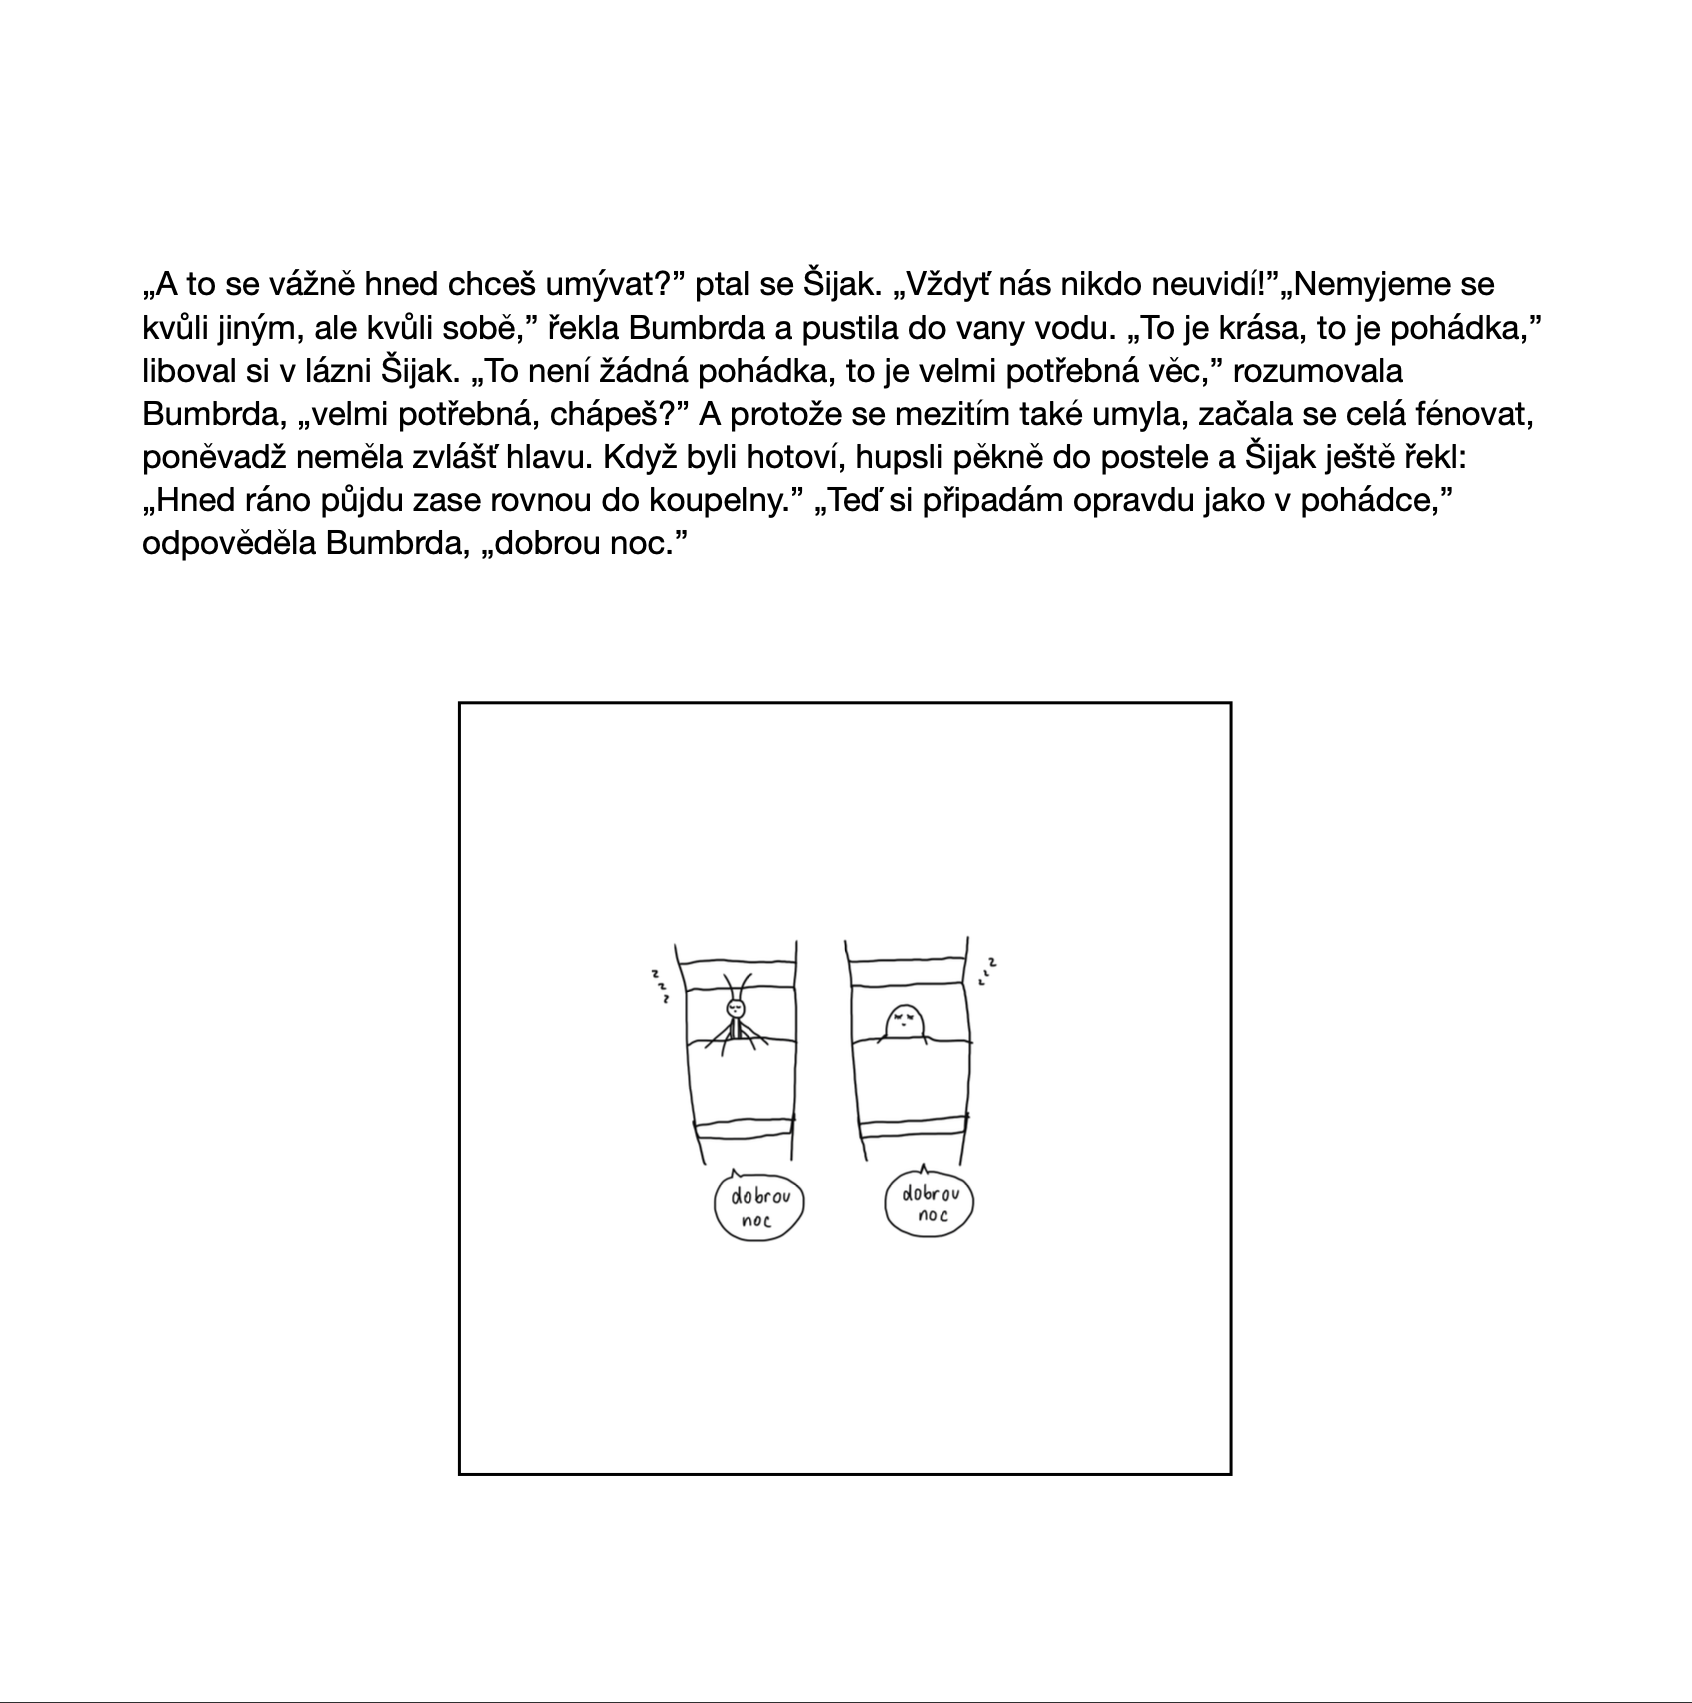 „A to se vážně hned chceš umývat?” ptal se Šijak. „Vždyť nás nikdo neuvidí!”„Nemyjeme se
kvůli jiným, ale kvůli sobě,” řekla Bumbrda a pustila do vany vodu. „To je krása, to je pohádka,”
liboval si v lázni Šijak. „To není žádná pohádka, to je velmi potřebná věc,” rozumovala
Bumbrda, „velmi potřebná, chápeš?” A protože se mezitím také umyla, začala se celá fénovat,
poněvadž neměla zvlášť hlavu. Když byli hotoví, hupsli pěkně do postele a Šijak ještě řekl:
„Hned ráno půjdu zase rovnou do koupelny.” „Teď si připadám opravdu jako v pohádce,”
odpověděla Bumbrda, „dobrou noc.”
z
z
z
z
z
z
dobrou
noc
dobrou
noc